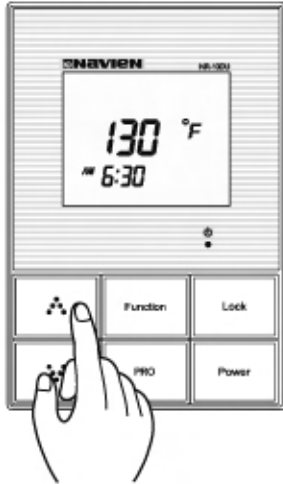 NAVIEN NR-10DU
130 °F
AM 6:30
Function Lock
PRO Power